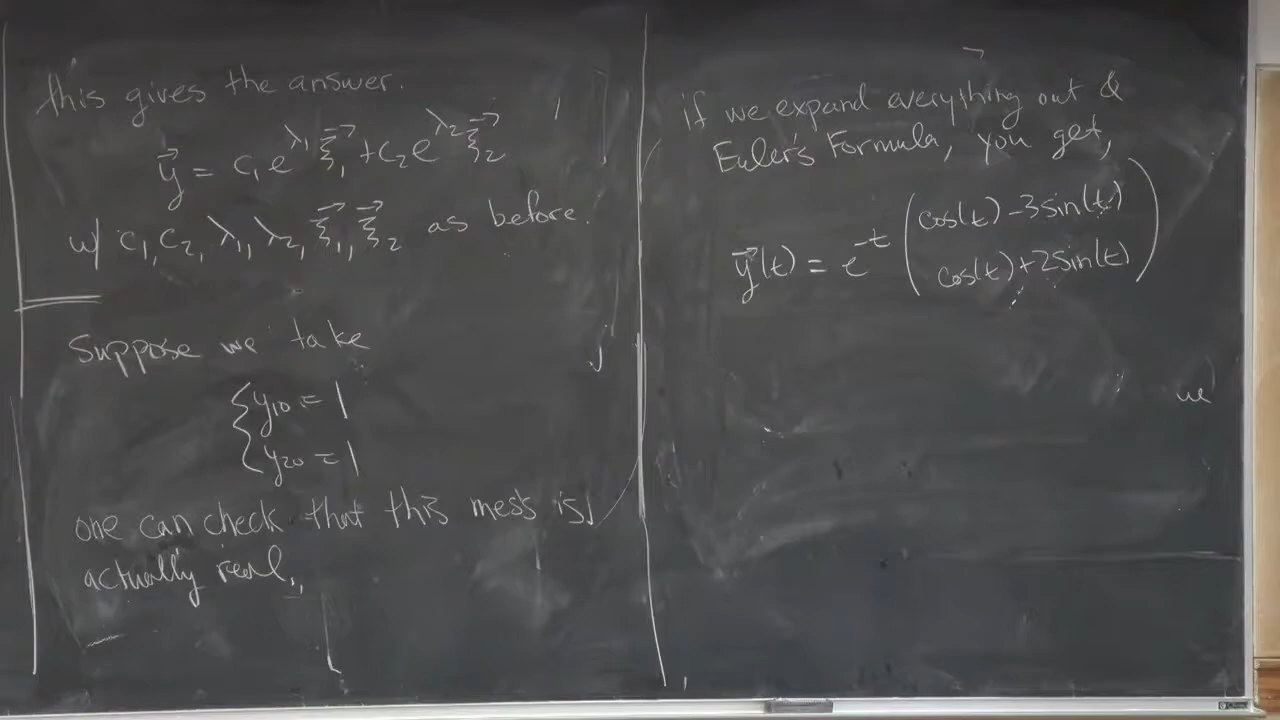 this gives the answer.
y⃗ = c₁e^λ₁ ξ⃗₁ + c₂e^λ₂ ξ⃗₂
w/ c₁, c₂, λ₁, λ₂, ξ⃗₁, ξ⃗₂ as before.
Suppose we take
{ y₁₀ = 1
y₂₀ = 1
one can check that this mess is
actually real.
if we expand everything out &
Euler's Formula, you get,
y⃗(t) = e^-t ( cos(t) - 3sin(t)
cos(t) + 2sin(t) )
we